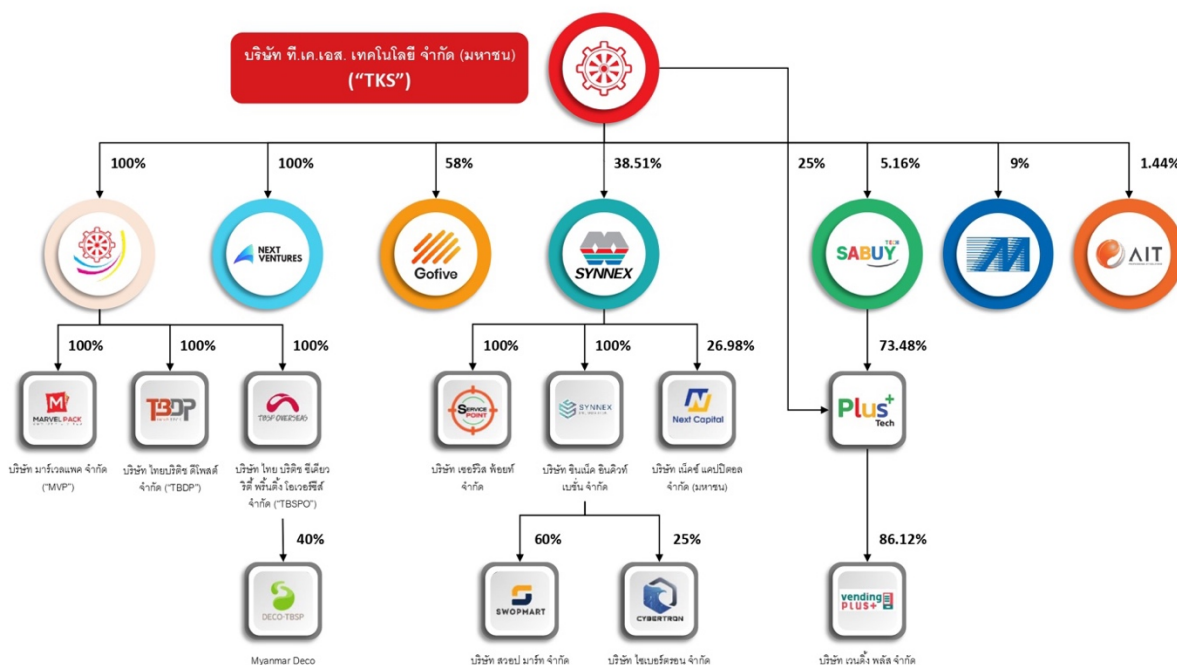 บริษัท ที.เค.เอส. เทคโนโลยี จำกัด (มหาชน)
("TKS")
100%
100%
58%
38.51%
25%
5.16%
9%
1.44%
NEXT
VENTURES
Gofive
SYNNEX
TECH
SABUY
AIT
100%
100%
100%
100%
100%
26.98%
73.48%
M
MARVEL PACK
TBDP
TBSP OVERSEAS
SERVICE
POINT
SYNNEX
Next Capital
Plus+
Tech
บริษัท มาร์เวลแพค จำกัด
("MVP")
บริษัท ไทยบริติช ดีโพสต์
จำกัด ("TBDP")
บริษัท ไทย บริติช ซีเคียว
ริตี้ พริ้นติ้ง โอเวอร์ซีส์
จำกัด ("TBSPO")
บริษัท เซอร์วิส พ้อยท์
จำกัด
บริษัท ซินเน็ค อินคิวท์
เบชั่น จำกัด
บริษัท เน็คซ์ แคปปิตอล
จำกัด (มหาชน)
40%
60%
25%
86.12%
DECO-TBSP
SWOPMART
CYBERTRON
vending
PLUS+
Myanmar Deco
บริษัท สวอป มาร์ท จำกัด
บริษัท ไซเบอร์ตรอน จำกัด
บริษัท เวนดิ้ง พลัส จำกัด